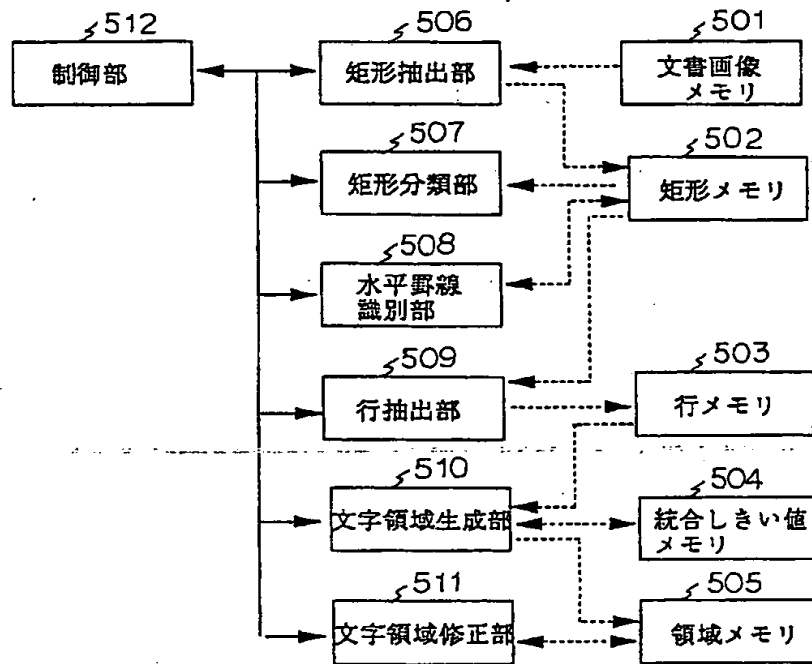 512
制御部
506
矩形抽出部
501
文書画像
メモリ
507
矩形分類部
502
矩形メモリ
508
水平罫線
識別部
509
行抽出部
503
行メモリ
510
文字領域生成部
504
統合しきい値
メモリ
511
文字領域修正部
505
領域メモリ